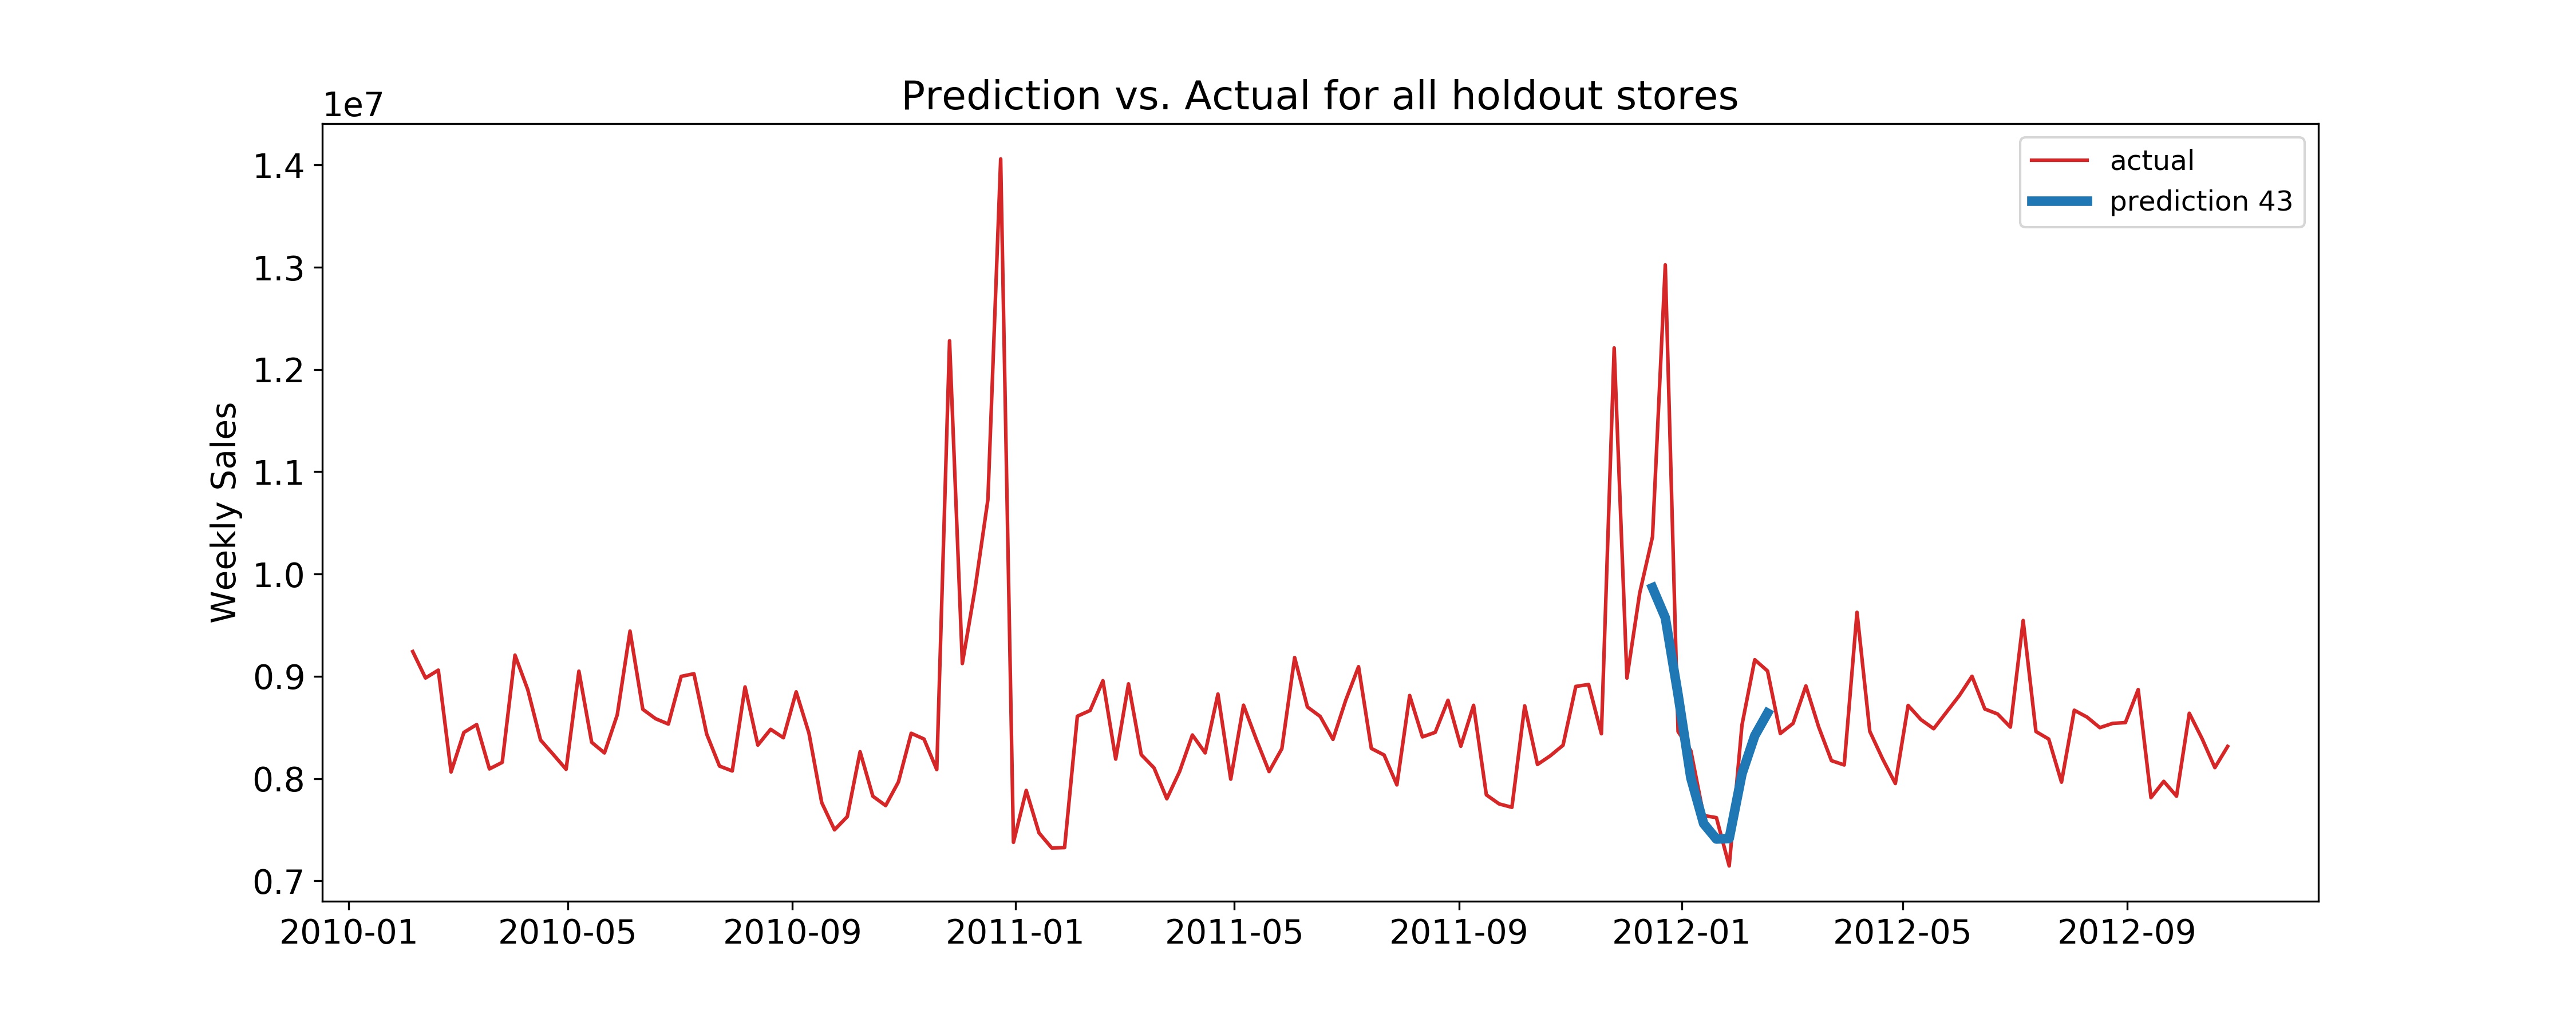 Prediction vs. Actual for all holdout stores
1e7
1.4
1.3
1.2
1.1
1.0
0.9
0.8
0.7
Weekly Sales
actual
prediction 43
2010-01 2010-05 2010-09 2011-01 2011-05 2011-09 2012-01 2012-05 2012-09